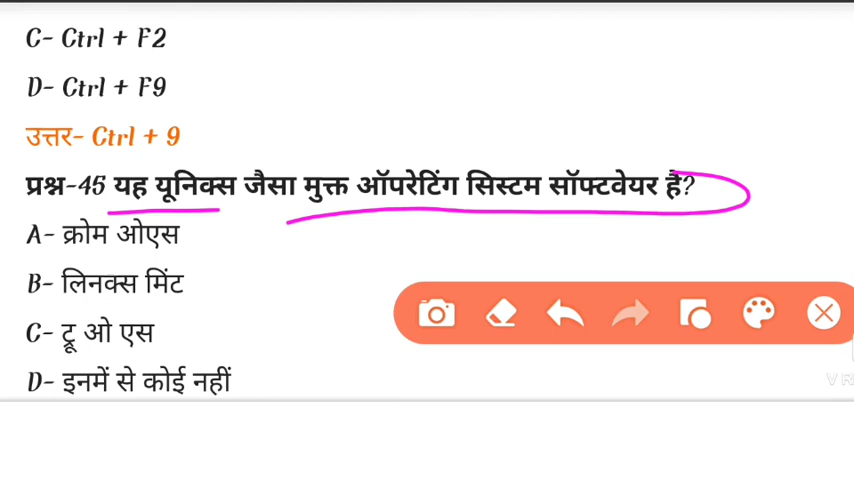 C- Ctrl + F2
D- Ctrl + F9
उत्तर- Ctrl + 9
प्रश्न-45 यह यूनिक्स जैसा मुक्त ऑपरेटिंग सिस्टम सॉफ्टवेयर है?
A- क्रोम ओएस
B- लिनक्स मिंट
C- ट्रू ओ एस
D- इनमें से कोई नहीं
V R